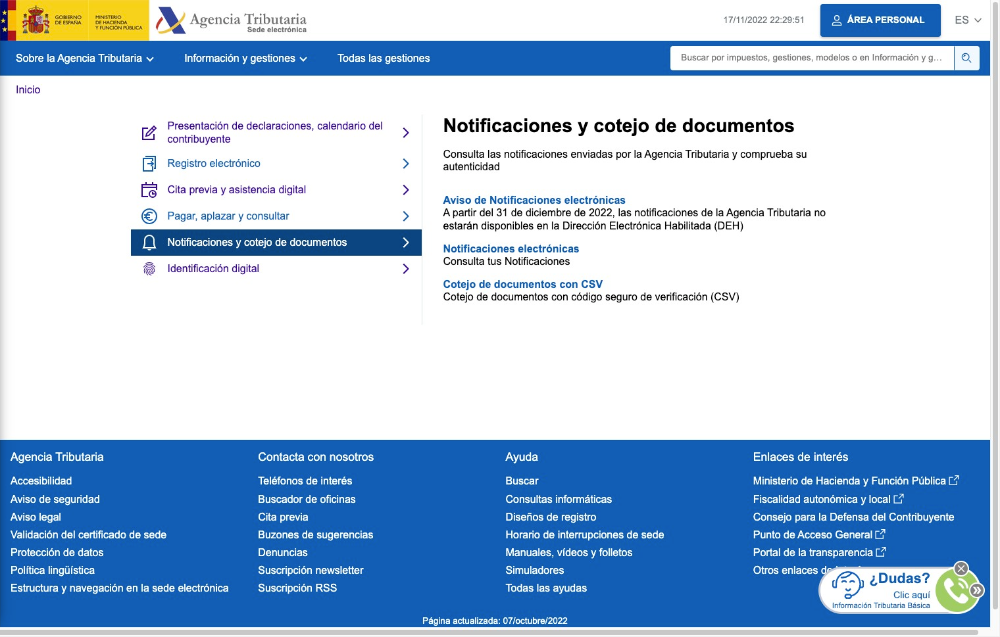 GOBIERNO
DE ESPAÑA
MINISTERIO
DE HACIENDA
Y FUNCIÓN PÚBLICA
Agencia Tributaria
Sede electrónica
17/11/2022 22:29:51
ÁREA PERSONAL
ES
Sobre la Agencia Tributaria
Información y gestiones
Todas las gestiones
Buscar por impuestos, gestiones, modelos o en Información y g...
Inicio
Presentación de declaraciones, calendario del
contribuyente
Registro electrónico
Cita previa y asistencia digital
Pagar, aplazar y consultar
Notificaciones y cotejo de documentos
Identificación digital
Notificaciones y cotejo de documentos
Consulta las notificaciones enviadas por la Agencia Tributaria y comprueba su
autenticidad
Aviso de Notificaciones electrónicas
A partir del 31 de diciembre de 2022, las notificaciones de la Agencia Tributaria no
estarán disponibles en la Dirección Electrónica Habilitada (DEH)
Notificaciones electrónicas
Consulta tus Notificaciones
Cotejo de documentos con CSV
Cotejo de documentos con código seguro de verificación (CSV)
Agencia Tributaria
Accesibilidad
Aviso de seguridad
Aviso legal
Validación del certificado de sede
Protección de datos
Política lingüística
Estructura y navegación en la sede electrónica
Contacta con nosotros
Teléfonos de interés
Buscador de oficinas
Cita previa
Buzones de sugerencias
Denuncias
Suscripción newsletter
Suscripción RSS
Ayuda
Buscar
Consultas informáticas
Diseños de registro
Horario de interrupciones de sede
Manuales, vídeos y folletos
Simuladores
Todas las ayudas
Enlaces de interés
Ministerio de Hacienda y Función Pública
Fiscalidad autonómica y local
Consejo para la Defensa del Contribuyente
Punto de Acceso General
Portal de la transparencia
Otros enlaces
¿Dudas?
Clic aquí
Información Tributaria Básica
Página actualizada: 07/octubre/2022